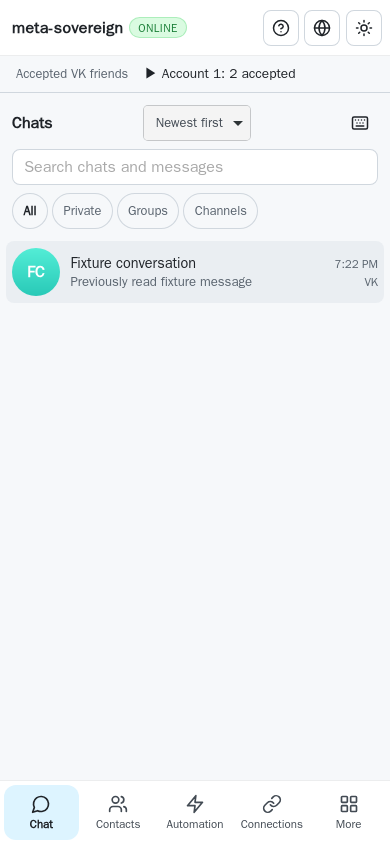 meta-sovereign ONLINE
Accepted VK friends ▶ Account 1: 2 accepted
Chats Newest first
Search chats and messages
All Private Groups Channels
FC Fixture conversation 7:22 PM
Previously read fixture message VK
Chat Contacts Automation Connections More